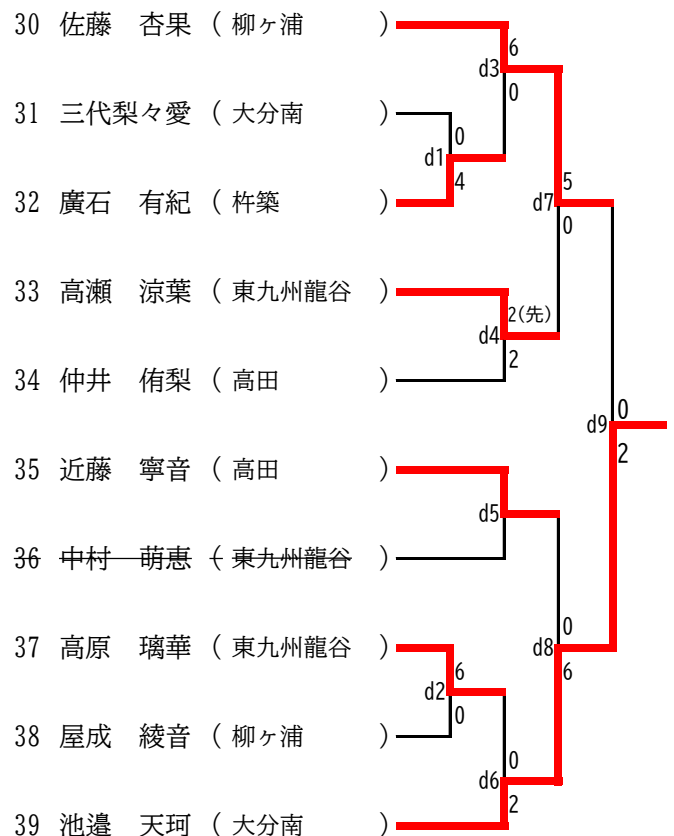 30 佐藤 杏果 ( 柳ヶ浦 )
6
d3
0
31 三代梨々愛 ( 大分南 )
0
d1
4
32 廣石 有紀 ( 杵築 )
5
d7
0
33 高瀬 涼葉 ( 東九州龍谷 )
2(先)
d4
2
34 仲井 侑梨 ( 高田 )
0
d9
2
35 近藤 寧音 ( 高田 )
d5
36 中村 萌恵 ( 東九州龍谷 )
0
37 高原 璃華 ( 東九州龍谷 )
d8
6
6
d2
0
38 屋成 綾音 ( 柳ヶ浦 )
0
d6
2
39 池邉 天珂 ( 大分南 )